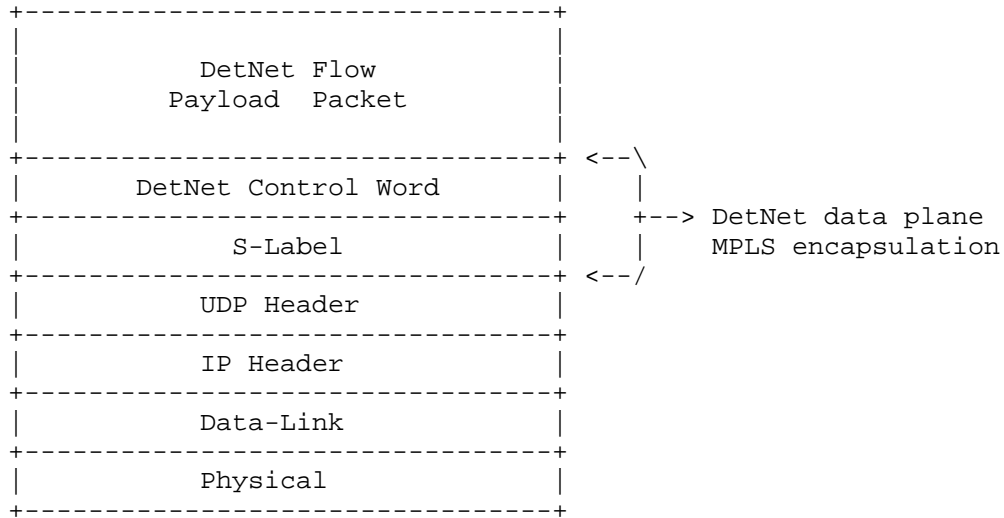 DetNet Flow
Payload Packet
DetNet Control Word
S-Label
UDP Header
IP Header
Data-Link
Physical
DetNet data plane
MPLS encapsulation